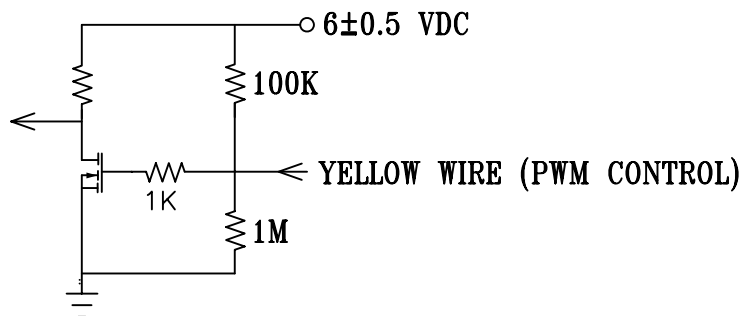 6±0.5 VDC
100K
YELLOW WIRE (PWM CONTROL)
1K
1M